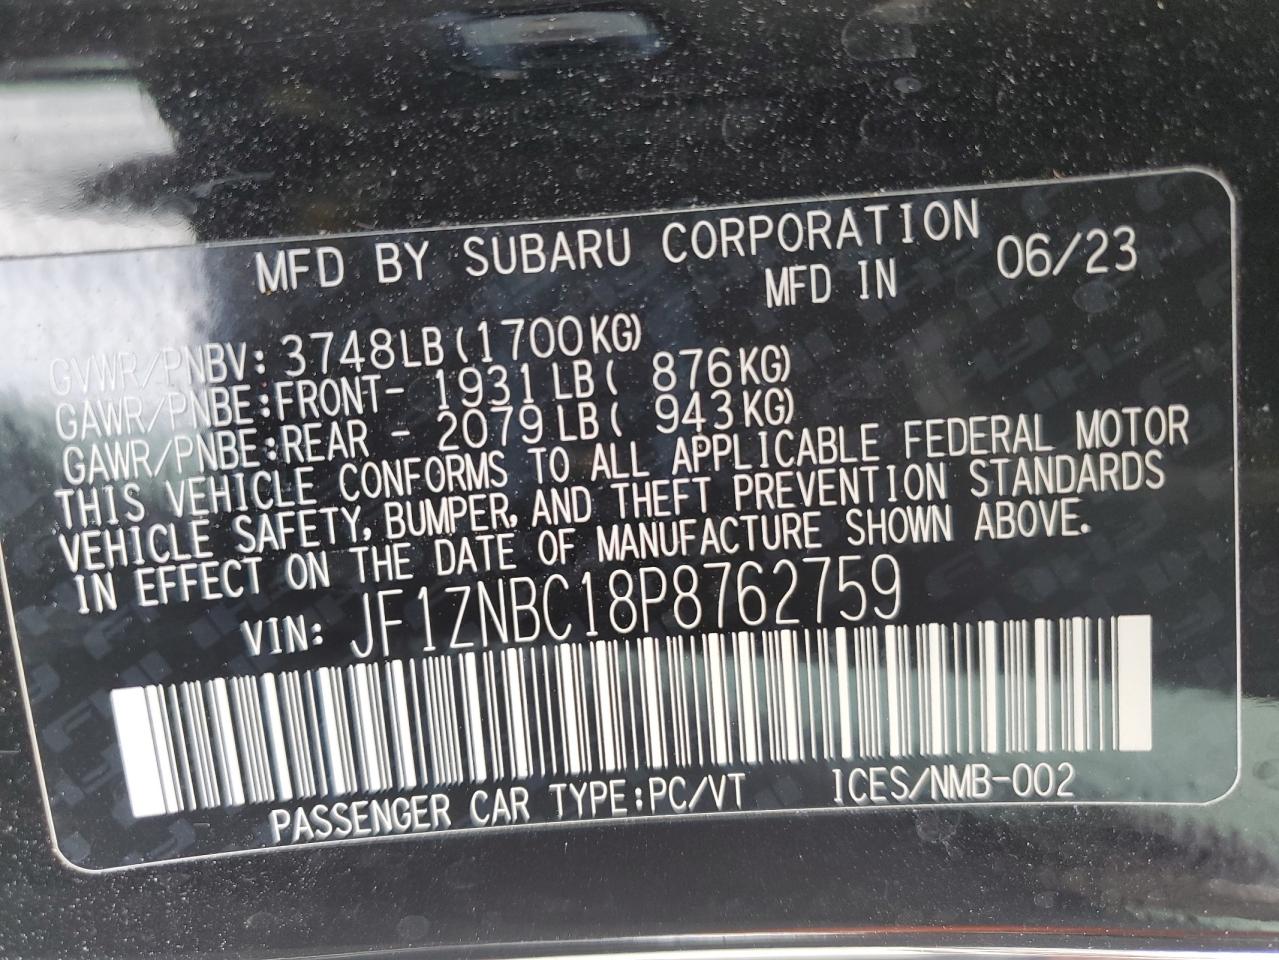 MFD BY SUBARU CORPORATION
MFD IN 06/23
GVWR/PNBV: 3748LB(1700KG)
GAWR/PNBE:FRONT- 1931LB( 876KG)
GAWR/PNBE:REAR - 2079LB( 943KG)
THIS VEHICLE CONFORMS TO ALL APPLICABLE FEDERAL MOTOR
VEHICLE SAFETY, BUMPER, AND THEFT PREVENTION STANDARDS
IN EFFECT ON THE DATE OF MANUFACTURE SHOWN ABOVE.
VIN: JF1ZNBC18P8762759
PASSENGER CAR TYPE:PC/VT ICES/NMB-002